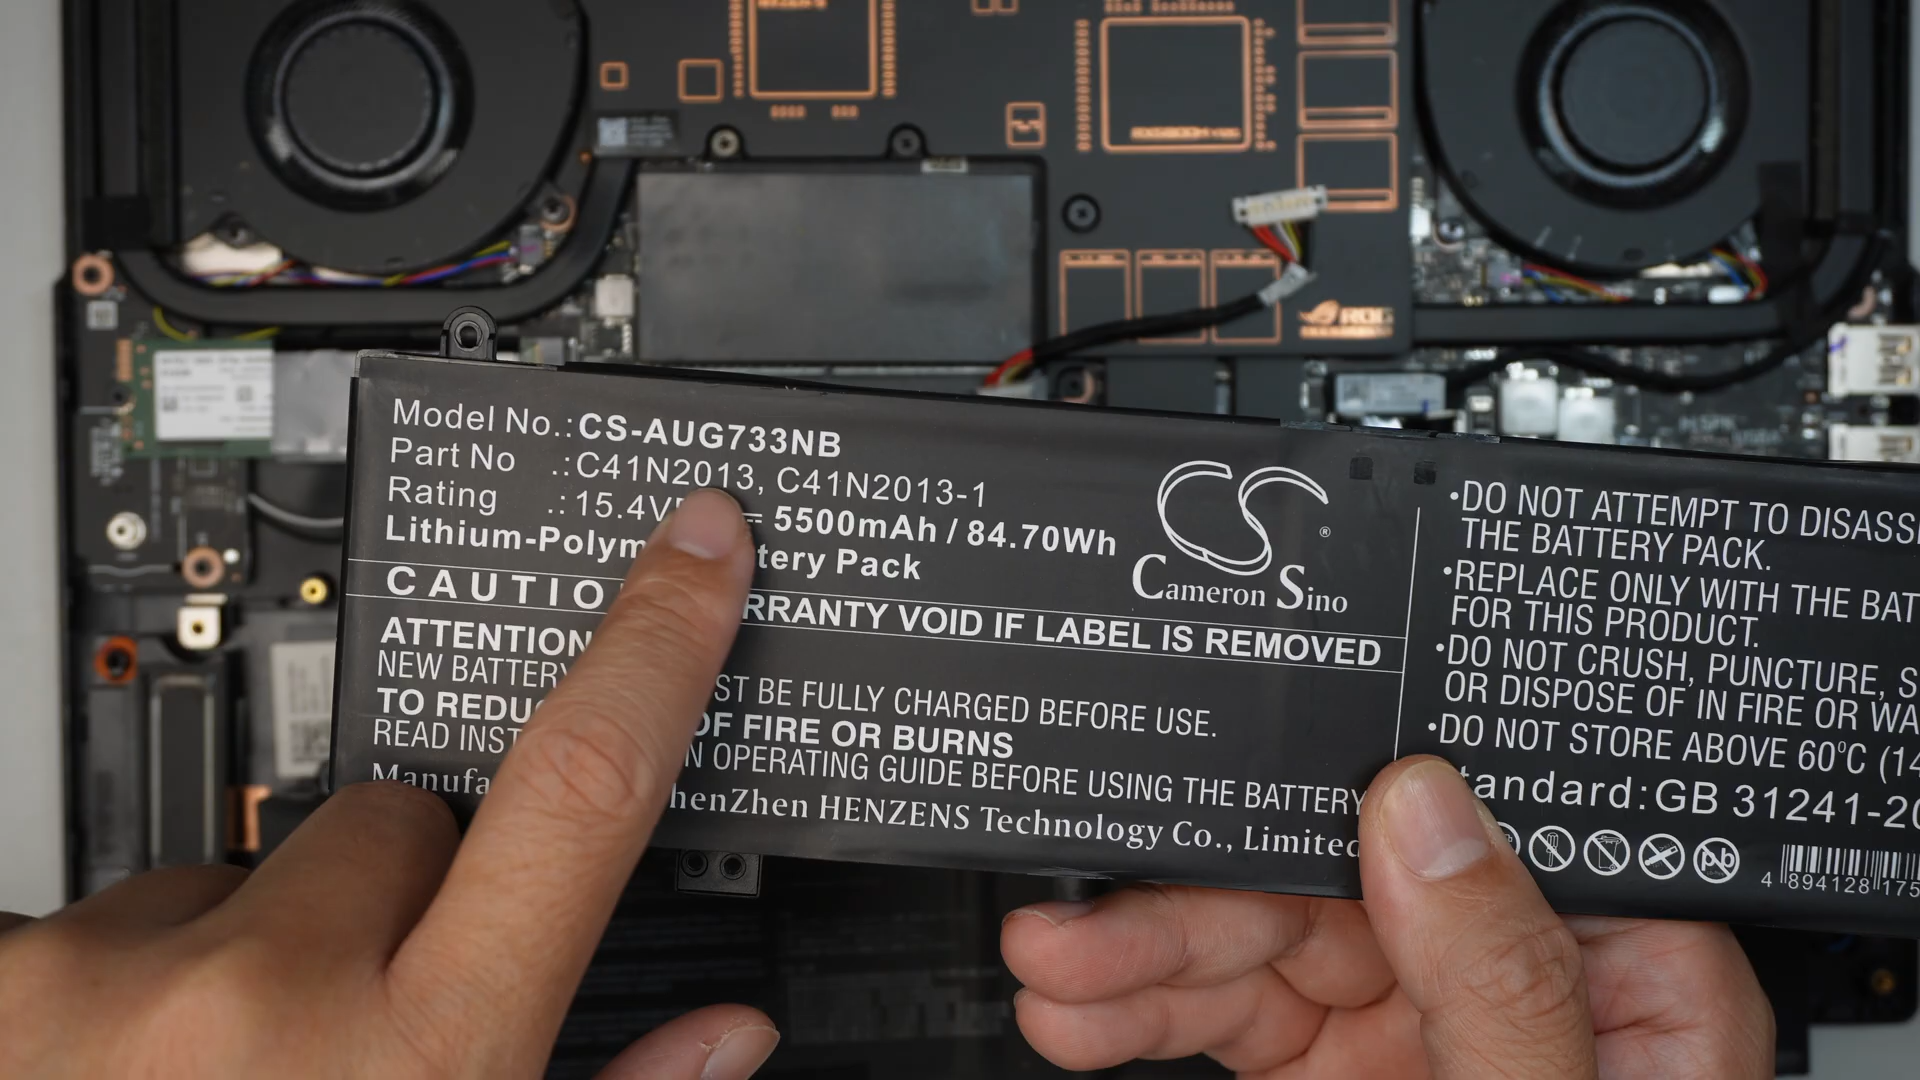 ROG
Model No.:CS-AUG733NB
Part No .:C41N2013, C41N2013-1
Rating .:15.4V 5500mAh / 84.70Wh
Lithium-Polym tery Pack
Cameron Sino
®
CAUTIO RRANTY VOID IF LABEL IS REMOVED
ATTENTION
NEW BATTERY ST BE FULLY CHARGED BEFORE USE.
TO REDU OF FIRE OR BURNS
READ INST N OPERATING GUIDE BEFORE USING THE BATTERY
Manufa henZhen HENZENS Technology Co., Limited
•DO NOT ATTEMPT TO DISASS
THE BATTERY PACK.
•REPLACE ONLY WITH THE BAT
FOR THIS PRODUCT.
•DO NOT CRUSH, PUNCTURE, S
OR DISPOSE OF IN FIRE OR WA
•DO NOT STORE ABOVE 60°C (14
tandard:GB 31241-20
Pb
4 894128 175